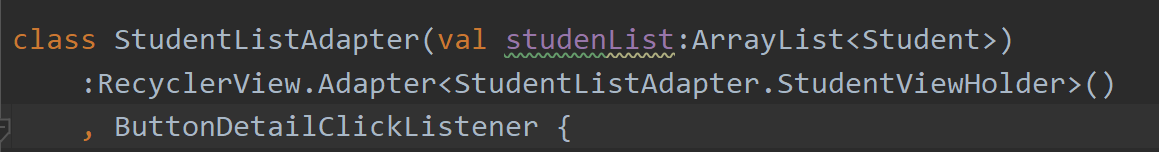 class StudentListAdapter(val studenList:ArrayList<Student>)
:RecyclerView.Adapter<StudentListAdapter.StudentViewHolder>()
, ButtonDetailClickListener {